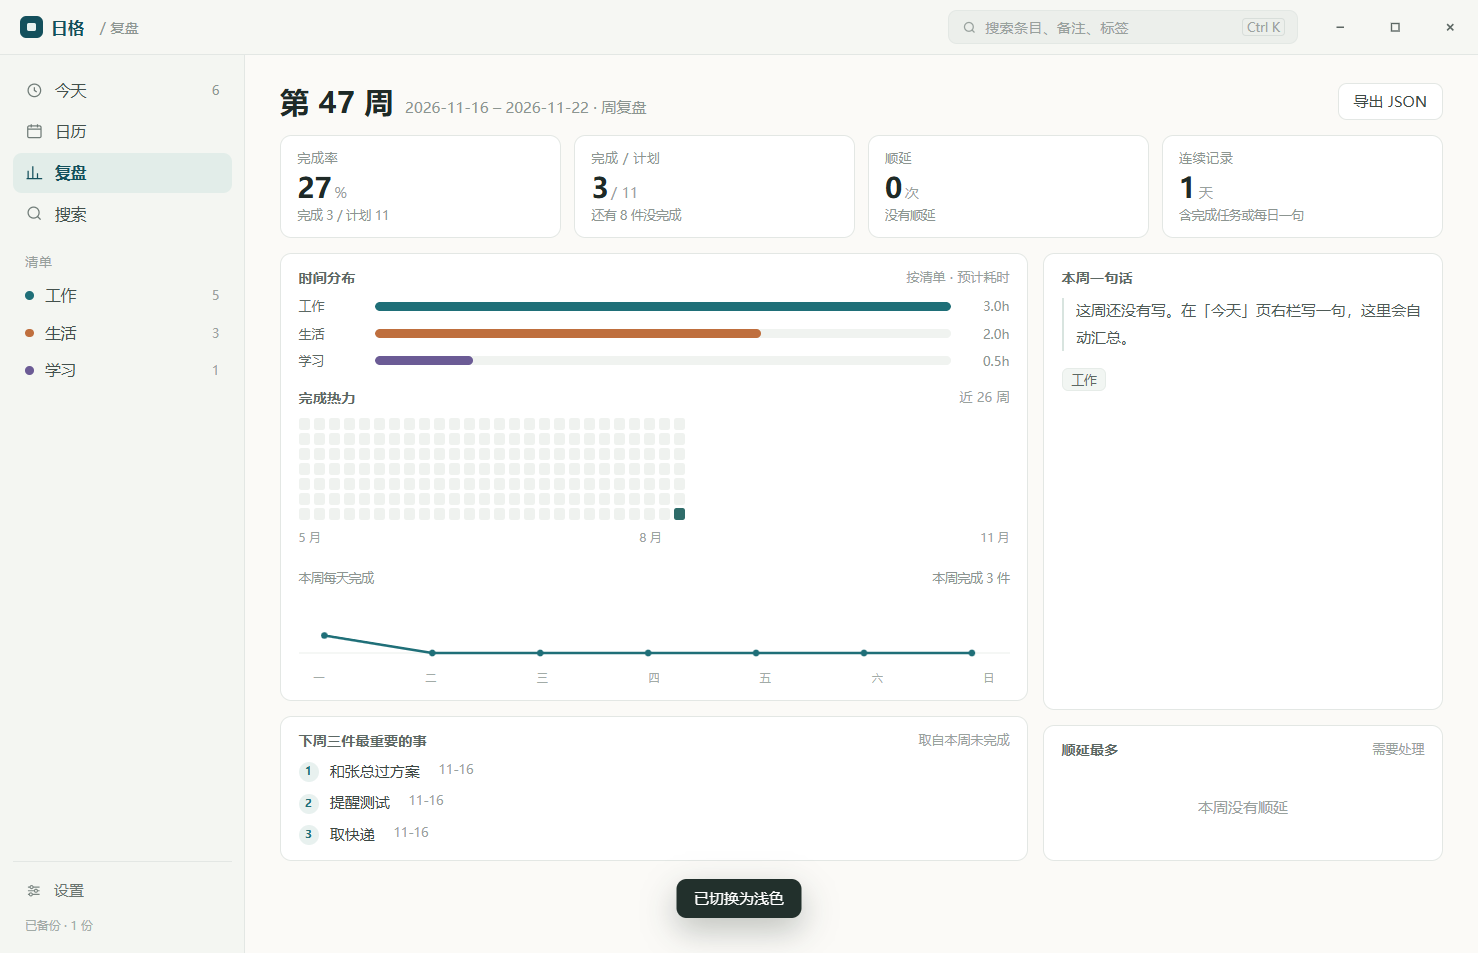 日格 / 复盘
搜索条目、备注、标签 Ctrl K
今天 6
日历
复盘
搜索
清单
工作 5
生活 3
学习 1
设置
已备份 · 1 份
第 47 周 2026-11-16 – 2026-11-22 · 周复盘
导出 JSON
完成率
27 %
完成 3 / 计划 11
完成 / 计划
3 / 11
还有 8 件没完成
顺延
0 次
没有顺延
连续记录
1 天
含完成任务或每日一句
时间分布 按清单 · 预计耗时
工作 3.0h
生活 2.0h
学习 0.5h
完成热力 近 26 周
5 月 8 月 11 月
本周每天完成 本周完成 3 件
一 二 三 四 五 六 日
本周一句话
这周还没有写。在「今天」页右栏写一句，这里会自
动汇总。
工作
下周三件最重要的事 取自本周未完成
1 和张总过方案 11-16
2 提醒测试 11-16
3 取快递 11-16
顺延最多 需要处理
本周没有顺延
已切换为浅色